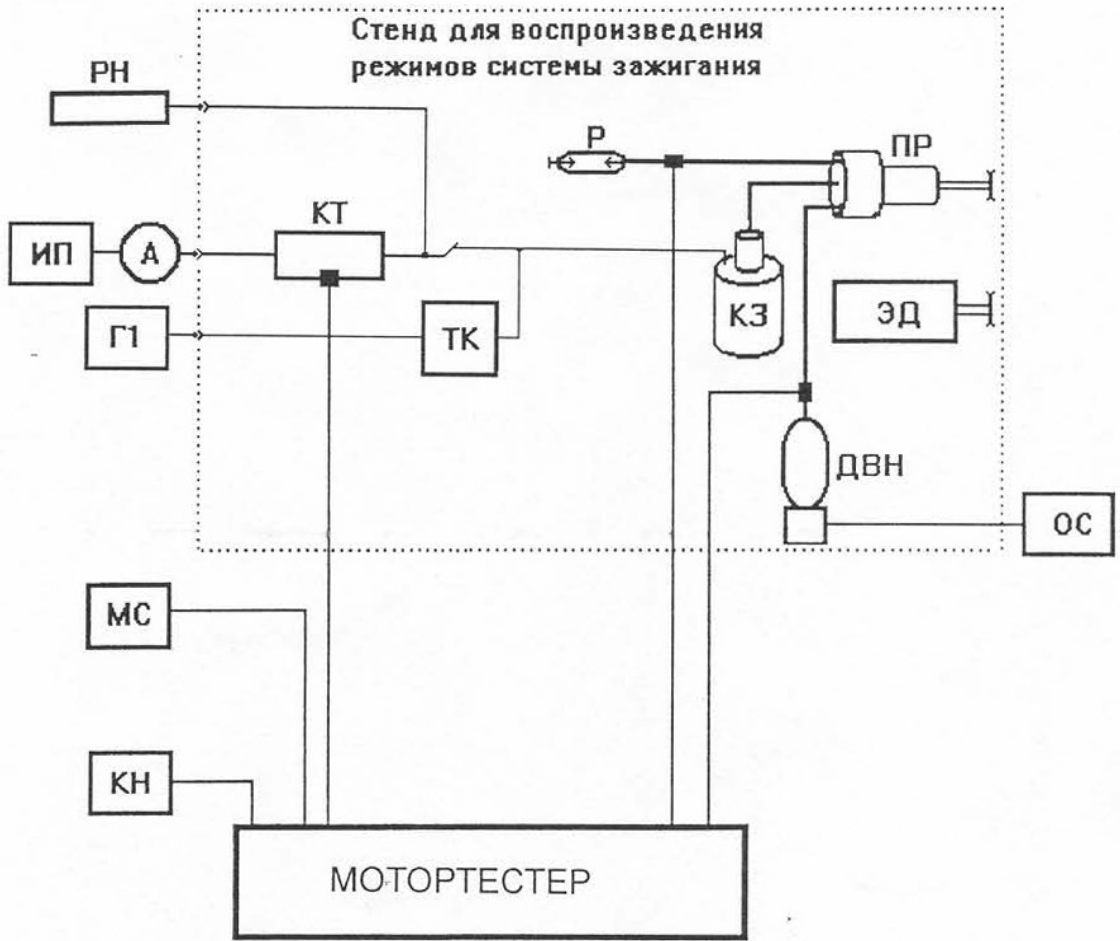 Стенд для воспроизведения
режимов системы зажигания
РН
Р
ПР
КТ
ИП
А
КЗ
ЭД
Г1
ТК
ДВН
ОС
МС
КН
МОТОРТЕСТЕР